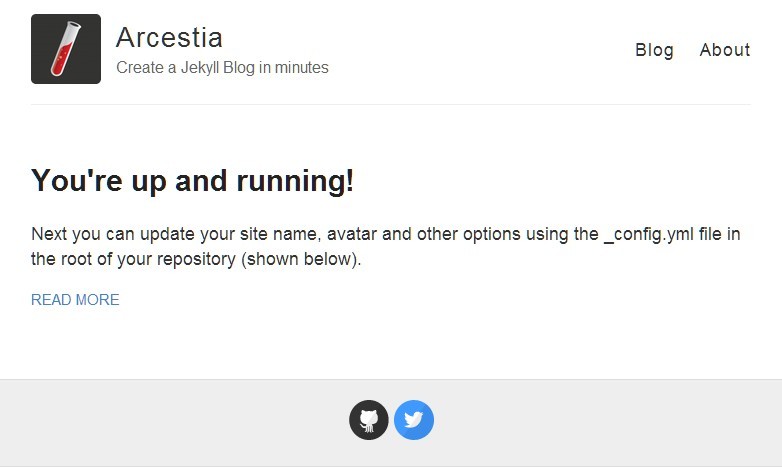 Arcestia
Create a Jekyll Blog in minutes
Blog About
You're up and running!
Next you can update your site name, avatar and other options using the _config.yml file in
the root of your repository (shown below).
READ MORE